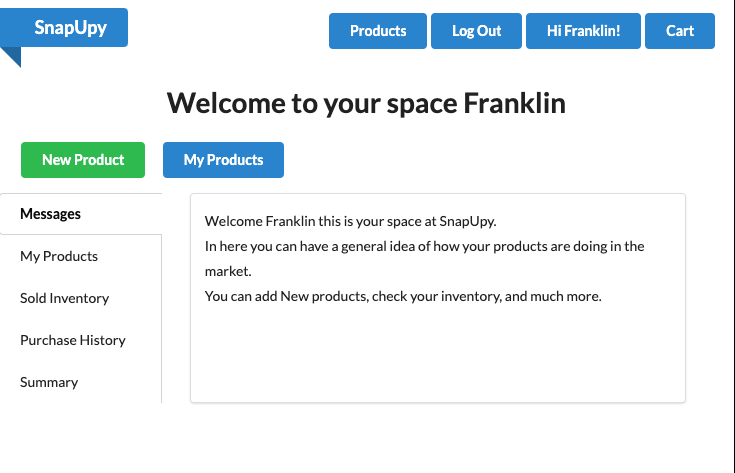 SnapUpy
Products
Log Out
Hi Franklin!
Cart
Welcome to your space Franklin
New Product
My Products
Messages
My Products
Sold Inventory
Purchase History
Summary
Welcome Franklin this is your space at SnapUpy.
In here you can have a general idea of how your products are doing in the
market.
You can add New products, check your inventory, and much more.